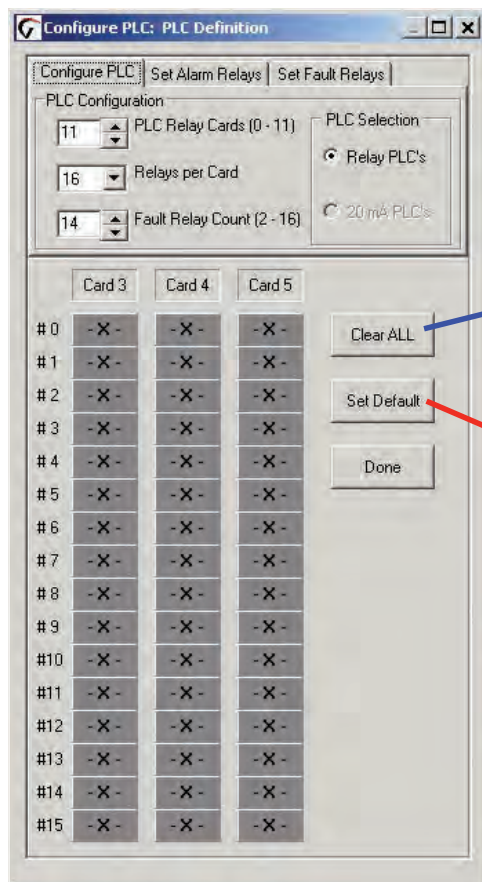 Configure PLC: PLC Definition
Configure PLC Set Alarm Relays Set Fault Relays
PLC Configuration
11 PLC Relay Cards (0 - 11)
16 Relays per Card
14 Fault Relay Count (2 - 16)
PLC Selection
Relay PLC's
20 mA PLC's
Card 3 Card 4 Card 5
# 0 - X - - X - - X -
# 1 - X - - X - - X -
# 2 - X - - X - - X -
# 3 - X - - X - - X -
# 4 - X - - X - - X -
# 5 - X - - X - - X -
# 6 - X - - X - - X -
# 7 - X - - X - - X -
# 8 - X - - X - - X -
# 9 - X - - X - - X -
#10 - X - - X - - X -
#11 - X - - X - - X -
#12 - X - - X - - X -
#13 - X - - X - - X -
#14 - X - - X - - X -
#15 - X - - X - - X -
Clear ALL
Set Default
Done